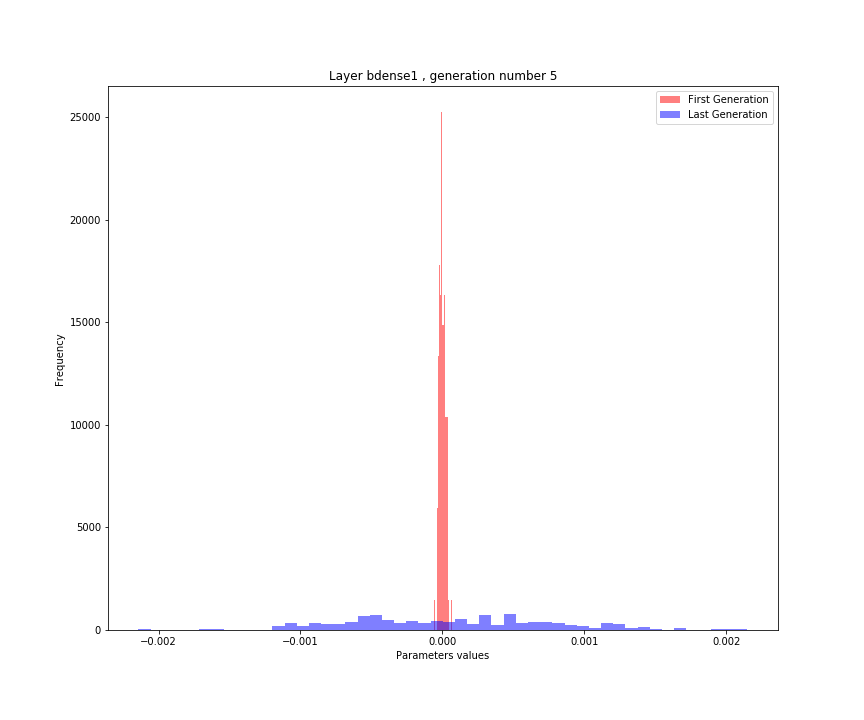 Layer bdense1 , generation number 5
First Generation
Last Generation
25000
20000
15000
10000
5000
0
Frequency
−0.002
−0.001
0.000
0.001
0.002
Parameters values